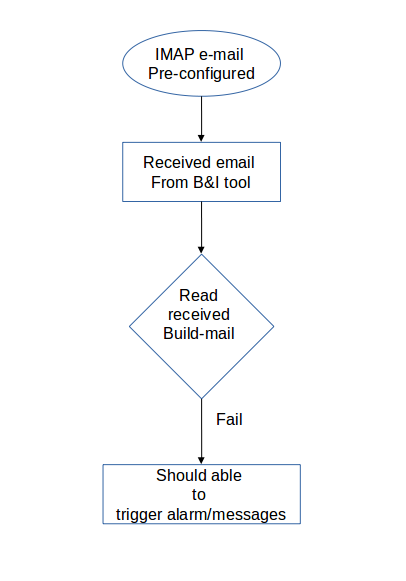 IMAP e-mail
Pre-configured
Received email
From B&I tool
Read
received
Build-mail
Fail
Should able
to
trigger alarm/messages